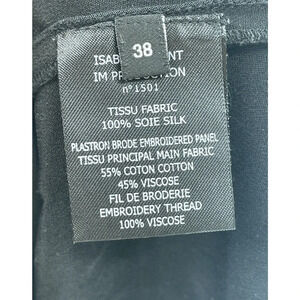 38
IM
n°1501
TISSU FABRIC
100% SOIE SILK
PLASTRON BRODE EMBROIDERED PANEL
TISSU PRINCIPAL MAIN FABRIC
55% COTON COTTON
45% VISCOSE
FIL DE BRODERIE
EMBROIDERY THREAD
100% VISCOSE